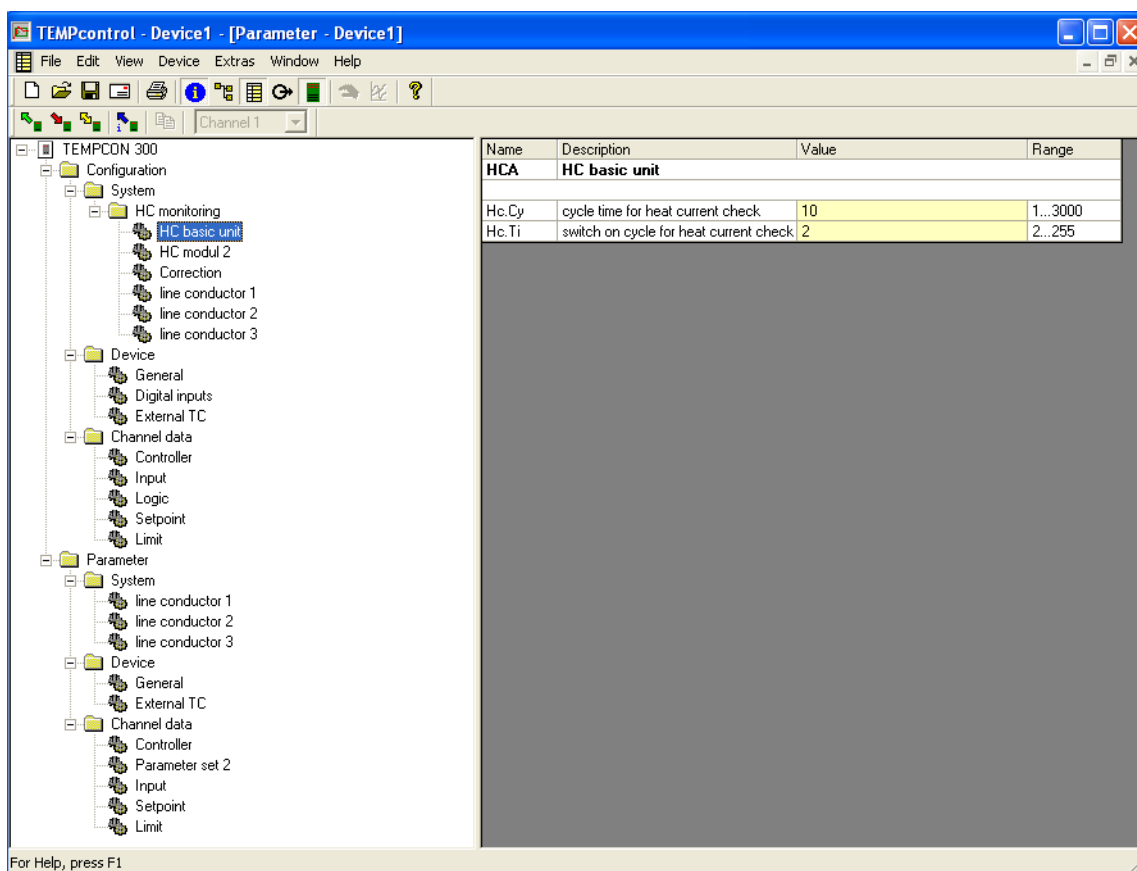 TEMPcontrol - Device1 - [Parameter - Device1]
File Edit View Device Extras Window Help
Channel 1
TEMPCON 300
Configuration
System
HC monitoring
HC basic unit
HC modul 2
Correction
line conductor 1
line conductor 2
line conductor 3
Device
General
Digital inputs
External TC
Channel data
Controller
Input
Logic
Setpoint
Limit
Parameter
System
line conductor 1
line conductor 2
line conductor 3
Device
General
External TC
Channel data
Controller
Parameter set 2
Input
Setpoint
Limit
Name Description Value Range
HCA HC basic unit
Hc.Cy cycle time for heat current check 10 1...3000
Hc.Ti switch on cycle for heat current check 2 2...255
For Help, press F1